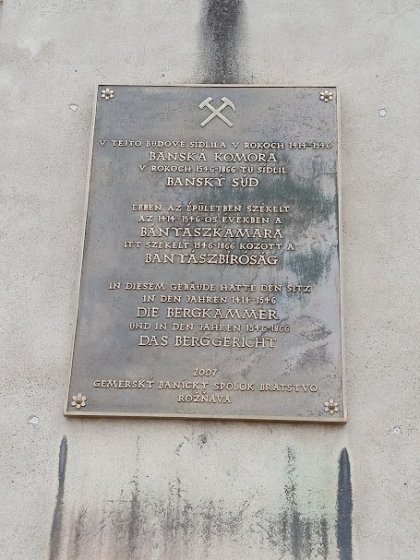 V TEJTO BUDOVE SÍDLILA V ROKOCH 1414-1546
BANSKÁ KOMORA
V ROKOCH 1546-1866 TU SÍDLIL
BANSKÝ SÚD
EBBEN AZ ÉPÜLETBEN SZÉKELT
AZ 1414-1546-OS ÉVEKBEN A
BÁNYÁSZKAMARA
ITT SZÉKELT 1546-1866 KÖZÖTT A
BÁNYÁSZBÍRÓSÁG
IN DIESEM GEBÄUDE HATTE DEN SITZ
IN DEN JAHREN 1414-1546
DIE BERGKAMMER
UND IN DEN JAHREN 1546-1866
DAS BERGGERICHT
2007
GEMERSKÝ BANÍCKY SPOLOK BRATSTVO
ROŽŇAVA